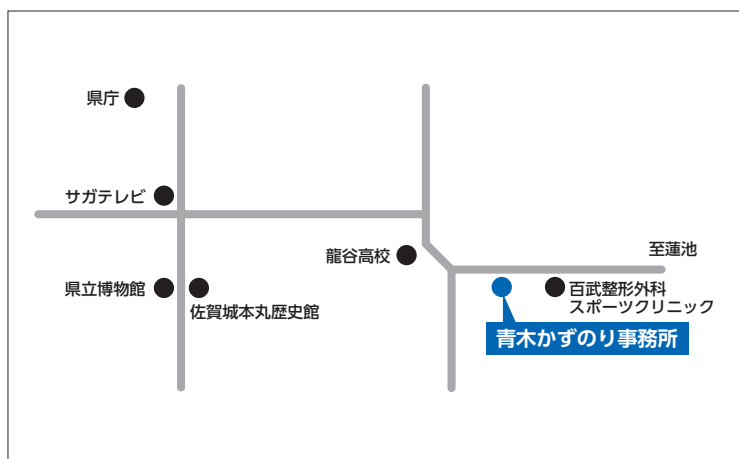 県庁
サガテレビ
龍谷高校
至蓮池
県立博物館
佐賀城本丸歴史館
百武整形外科
スポーツクリニック
青木かずのり事務所